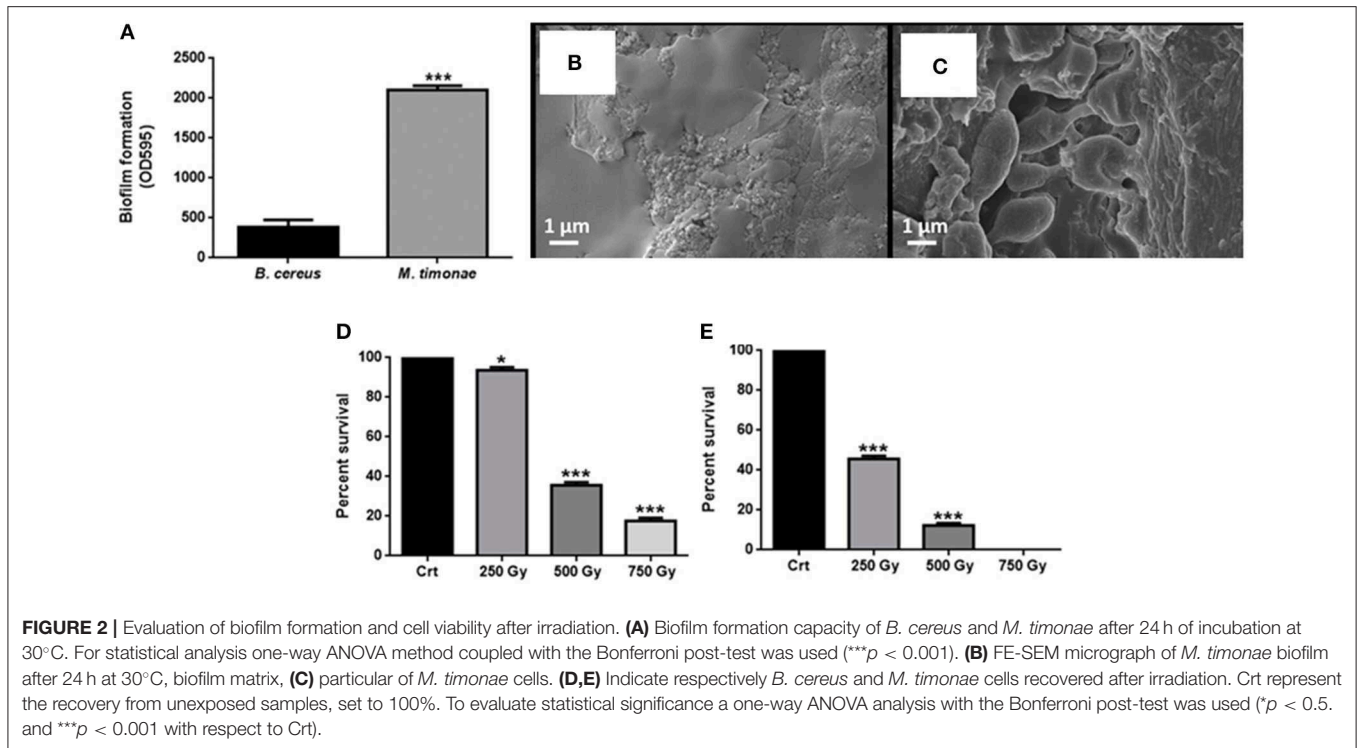 A
Biofilm formation
(OD595)
2500
2000
1500
1000
500
0
***
B. cereus
M. timonae
B
1 µm
C
1 µm
D
Percent survival
100
80
60
40
20
0
*
***
***
Crt
250 Gy
500 Gy
750 Gy
E
Percent survival
100
80
60
40
20
0
***
***
Crt
250 Gy
500 Gy
750 Gy
FIGURE 2 | Evaluation of biofilm formation and cell viability after irradiation. (A) Biofilm formation capacity of B. cereus and M. timonae after 24 h of incubation at
30°C. For statistical analysis one-way ANOVA method coupled with the Bonferroni post-test was used (***p < 0.001). (B) FE-SEM micrograph of M. timonae biofilm
after 24 h at 30°C, biofilm matrix, (C) particular of M. timonae cells. (D,E) Indicate respectively B. cereus and M. timonae cells recovered after irradiation. Crt represent
the recovery from unexposed samples, set to 100%. To evaluate statistical significance a one-way ANOVA analysis with the Bonferroni post-test was used (*p < 0.5.
and ***p < 0.001 with respect to Crt).